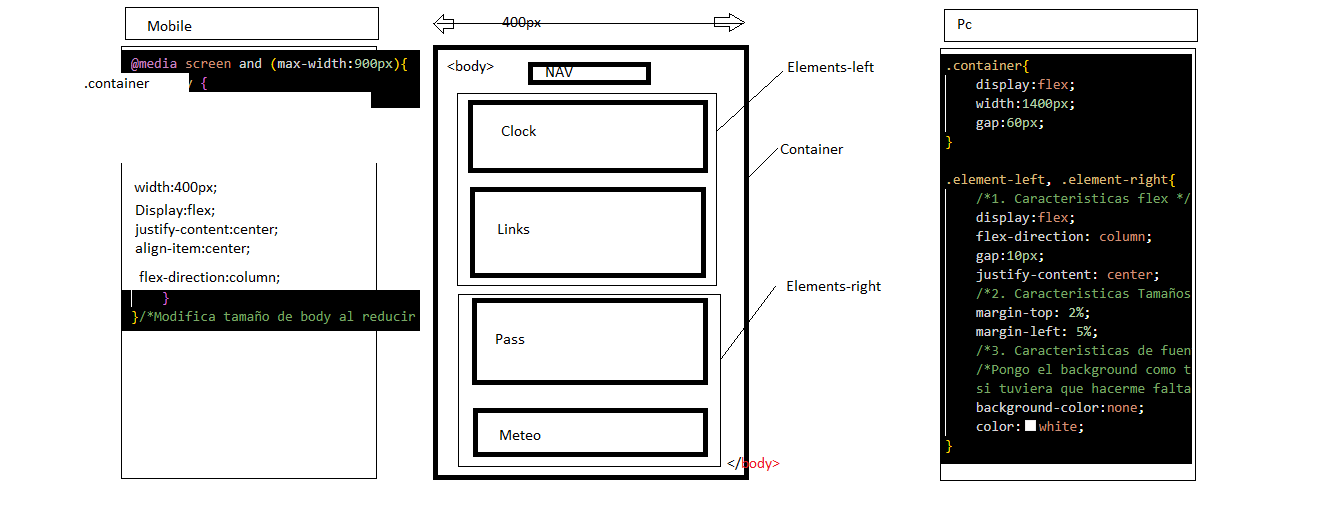 Mobile
@media screen and (max-width:900px){
.container
{
width:400px;
Display:flex;
justify-content:center;
align-item:center;
flex-direction:column;
}
}/*Modifica tamaño de body al reducir
400px
<body>
NAV
Clock
Links
Pass
Meteo
</body>
Elements-left
Container
Elements-right
Pc
.container{
display:flex;
width:1400px;
gap:60px;
}
.element-left, .element-right{
/*1. Caracteristicas flex */
display:flex;
flex-direction: column;
gap:10px;
justify-content: center;
/*2. Caracteristicas Tamaños
margin-top: 2%;
margin-left: 5%;
/*3. Caracteristicas de fuen
/*Pongo el background como t
si tuviera que hacerme falta
background-color:none;
color: white;
}